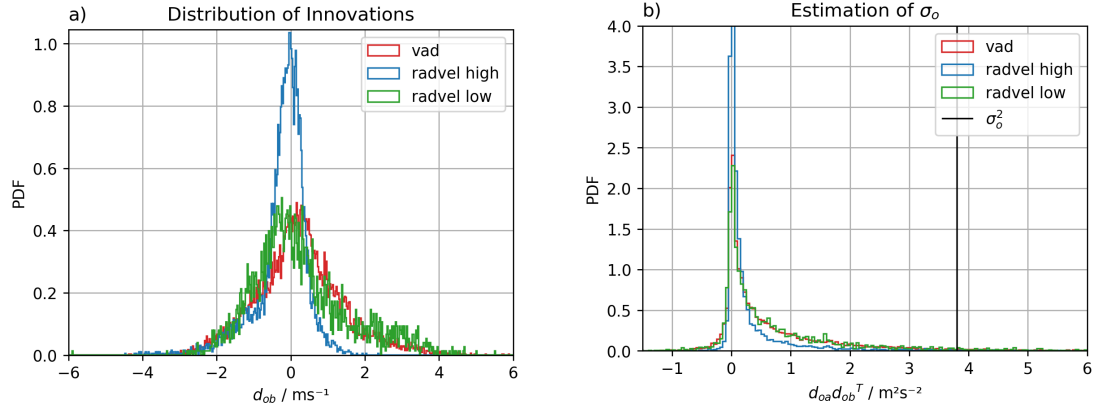 a) Distribution of Innovations
vad
radvel high
radvel low
1.0
0.8
0.6
0.4
0.2
0.0
PDF
−6 −4 −2 0 2 4 6
d_ob / ms⁻¹
b) Estimation of σ_o
vad
radvel high
radvel low
σ_o²
4.0
3.5
3.0
2.5
2.0
1.5
1.0
0.5
0.0
PDF
−1 0 1 2 3 4 5 6
d_oa d_ob^T / m²s⁻²